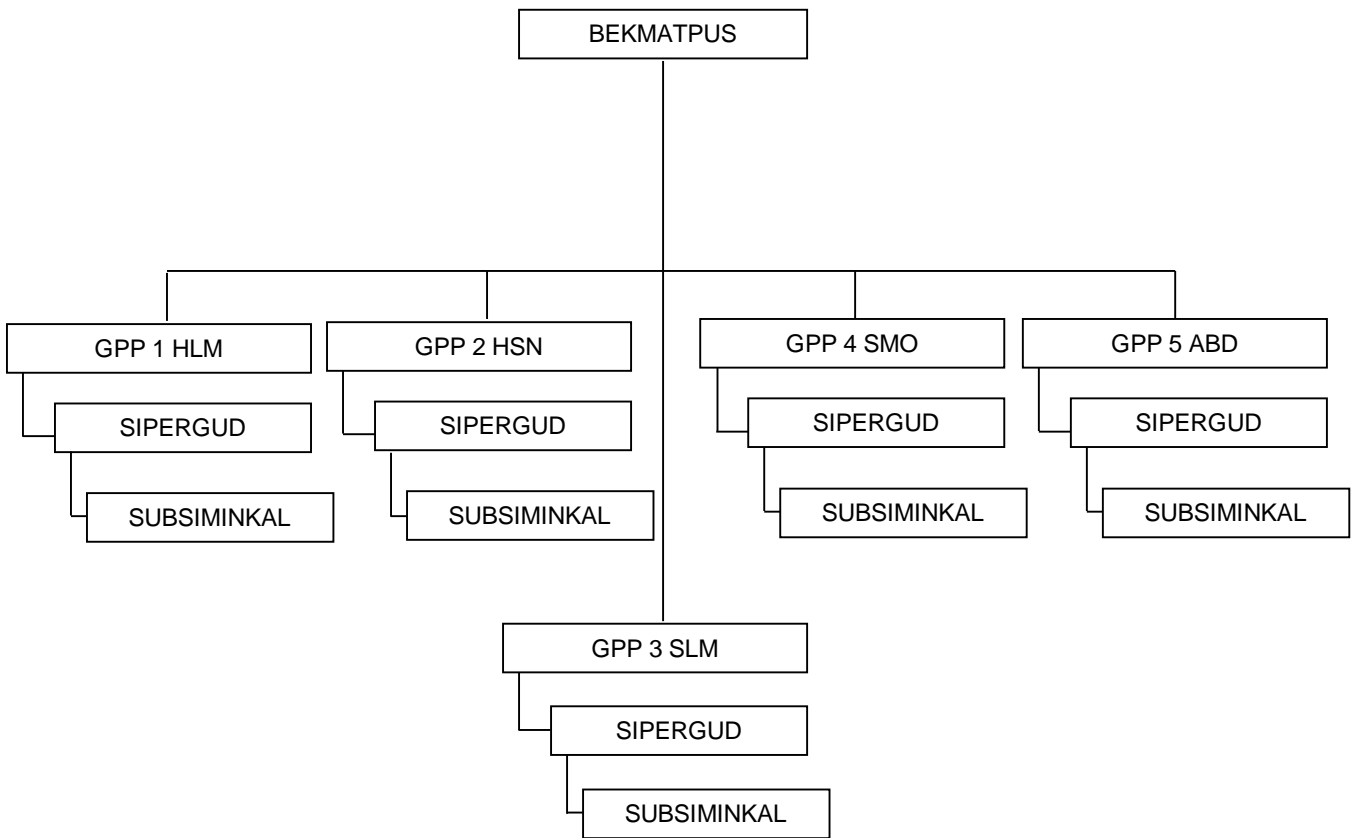 BEKMATPUS
GPP 1 HLM
SIPERGUD
SUBSIMINKAL
GPP 2 HSN
SIPERGUD
SUBSIMINKAL
GPP 3 SLM
SIPERGUD
SUBSIMINKAL
GPP 4 SMO
SIPERGUD
SUBSIMINKAL
GPP 5 ABD
SIPERGUD
SUBSIMINKAL